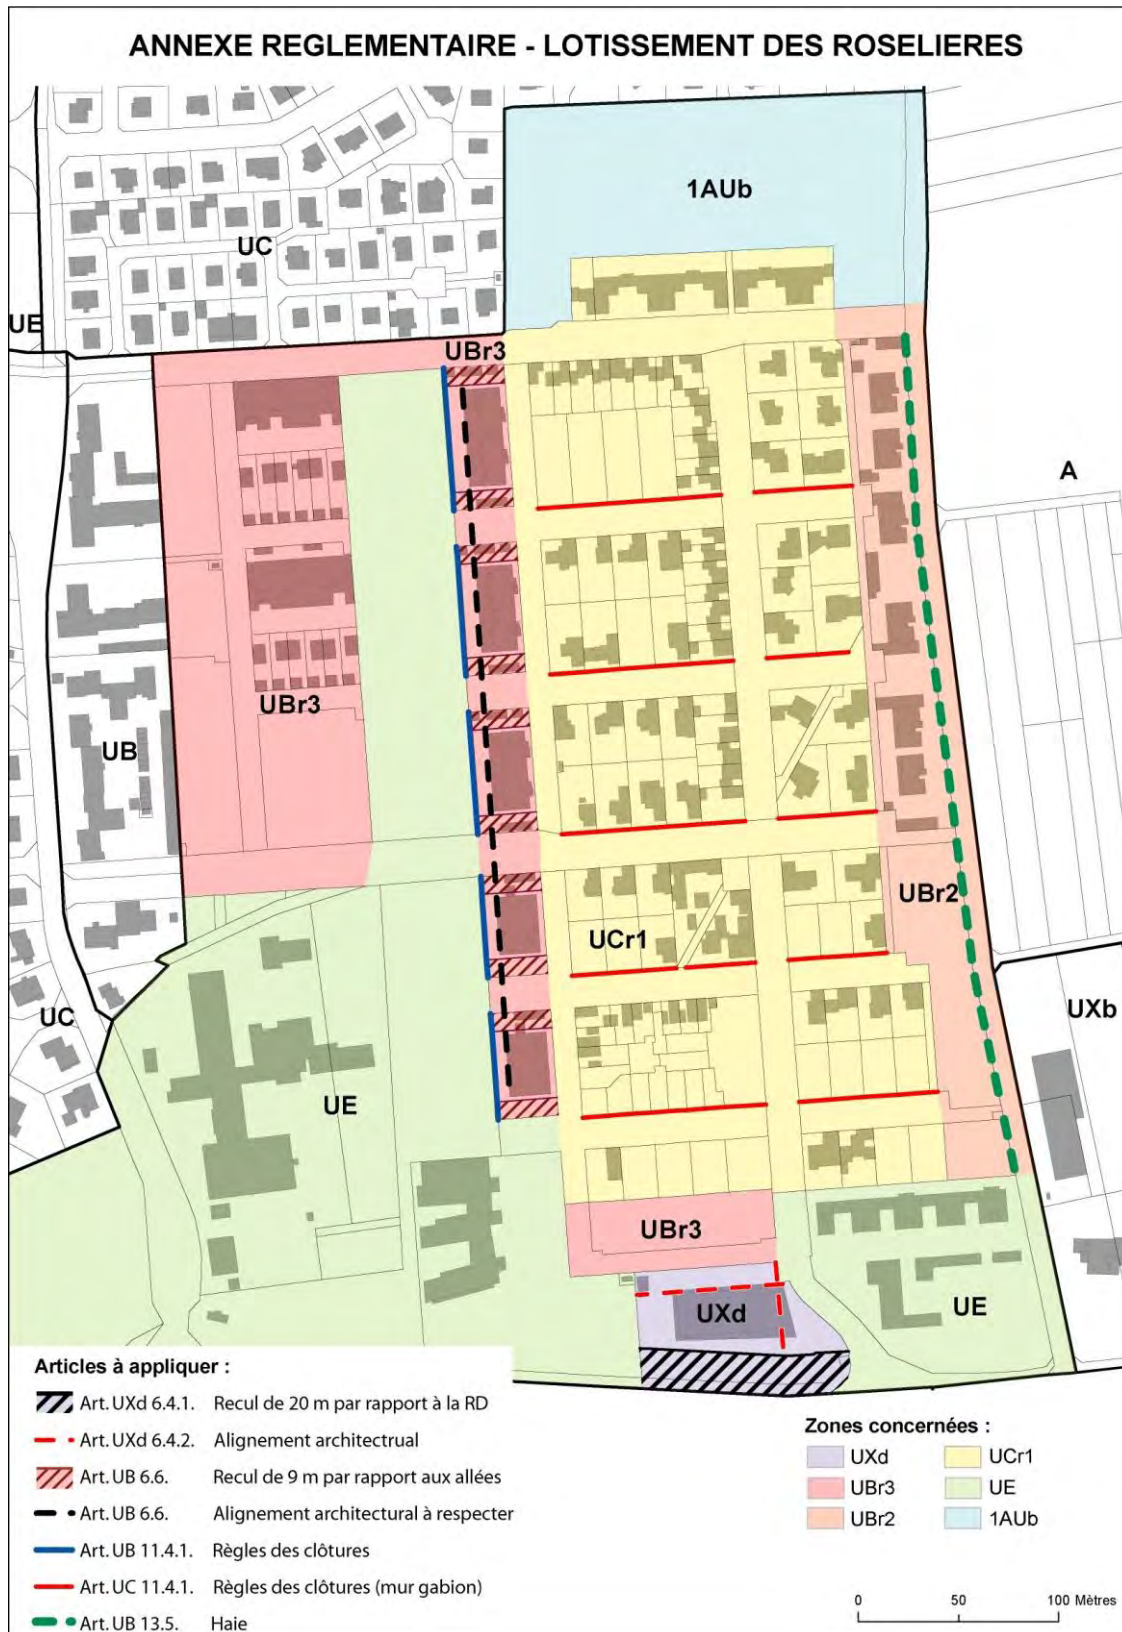 ANNEXE REGLEMENTAIRE - LOTISSEMENT DES ROSELIERES
1AUb
UC
UE
UBr3
A
UBr3
UB
UBr2
UCr1
UC
UXb
UE
UBr3
UXd
UE
Articles à appliquer :
Art. UXd 6.4.1. Recul de 20 m par rapport à la RD
Art. UXd 6.4.2. Alignement architectrual
Art. UB 6.6. Recul de 9 m par rapport aux allées
Art. UB 6.6. Alignement architectural à respecter
Art. UB 11.4.1. Règles des clôtures
Art. UC 11.4.1. Règles des clôtures (mur gabion)
Art. UB 13.5. Haie
Zones concernées :
UXd UCr1
UBr3 UE
UBr2 1AUb
0 50 100 Mètres